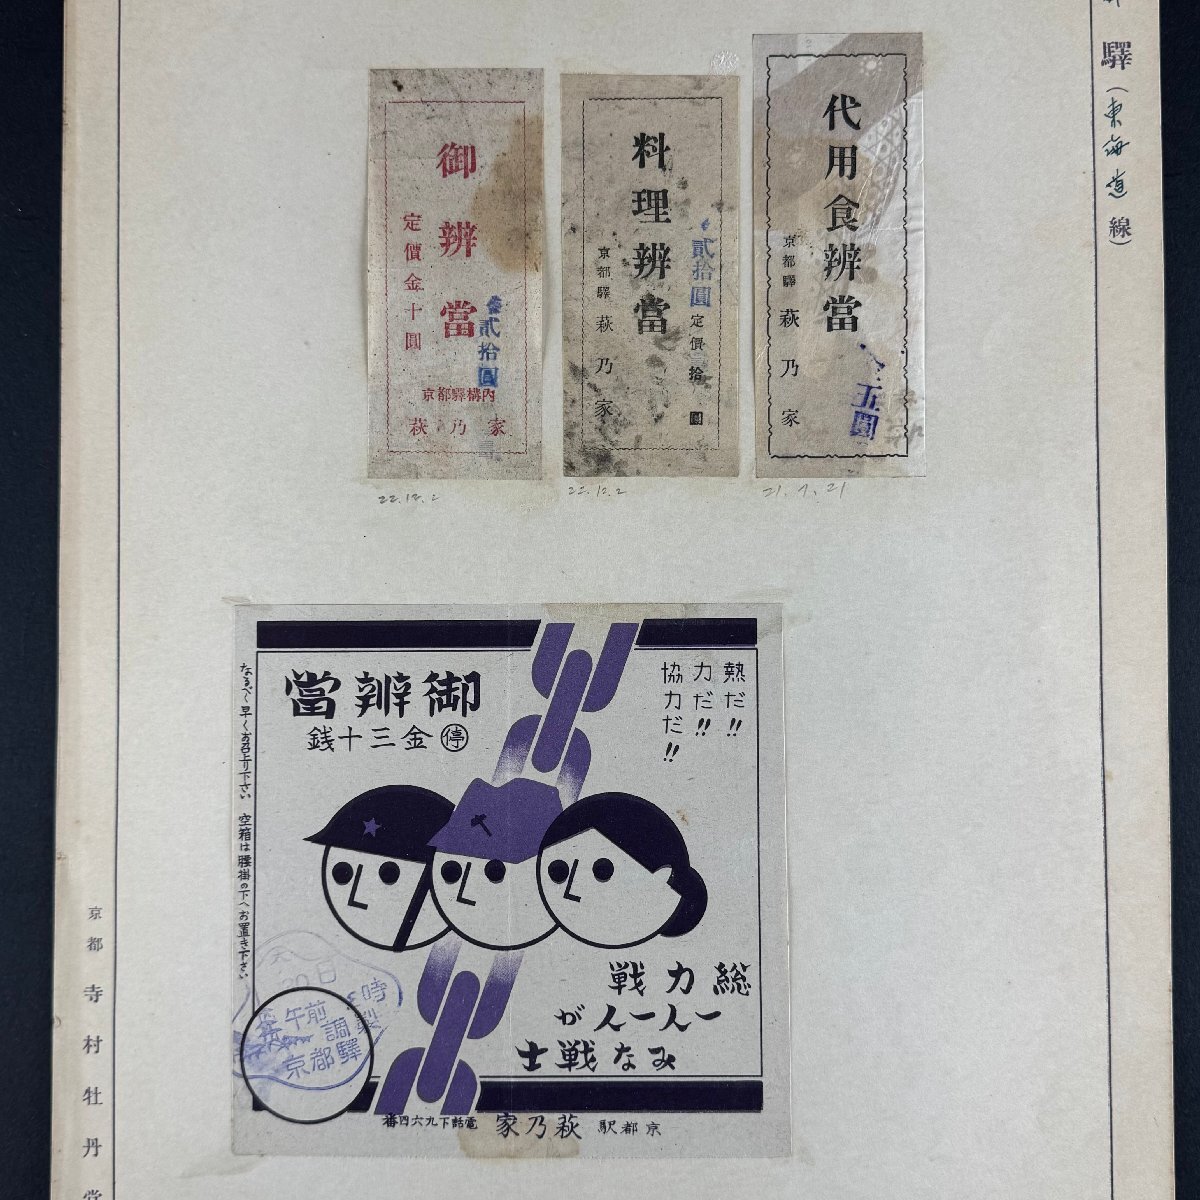 驛(東海道線)
代用食辨當
京都驛 萩乃家
金五圓
料理辨當
貳拾圓
定價
拾圓
京都驛 萩乃家
御辨當
定價金十圓
貳拾圓
京都驛構内
萩乃家
22.12.2
22.12.2
御辨當
停 金三十銭
熱だ!!
力だ!!
協力だ!!
なるべく早くお召上り下さい 空箱は腰掛の下へお置き下さい
総力戦
一人一人が
みな戦士
午前 時
調製
京都驛
京都駅 萩乃家 電話下九六四番
京都寺村牡丹堂